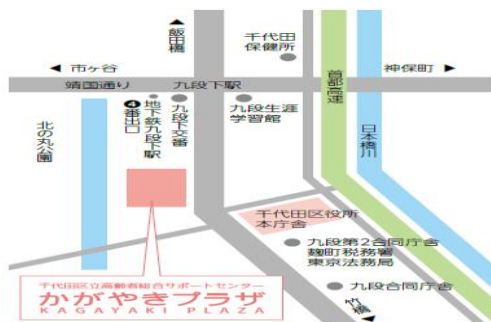 ▲飯田橋
千代田
保健所
◀ 市ヶ谷
神保町 ▶
靖国通り
九段下駅
首都高速
日本橋川
北の丸公園
地下鉄九段下駅
❹番出口
九段下交番
九段生涯
学習館
千代田区役所
本庁舎
九段第2合同庁舎
麹町税務署
東京法務局
九段合同庁舎
竹橋
千代田区立高齢者総合サポートセンター
かがやきプラザ
KAGAYAKI PLAZA